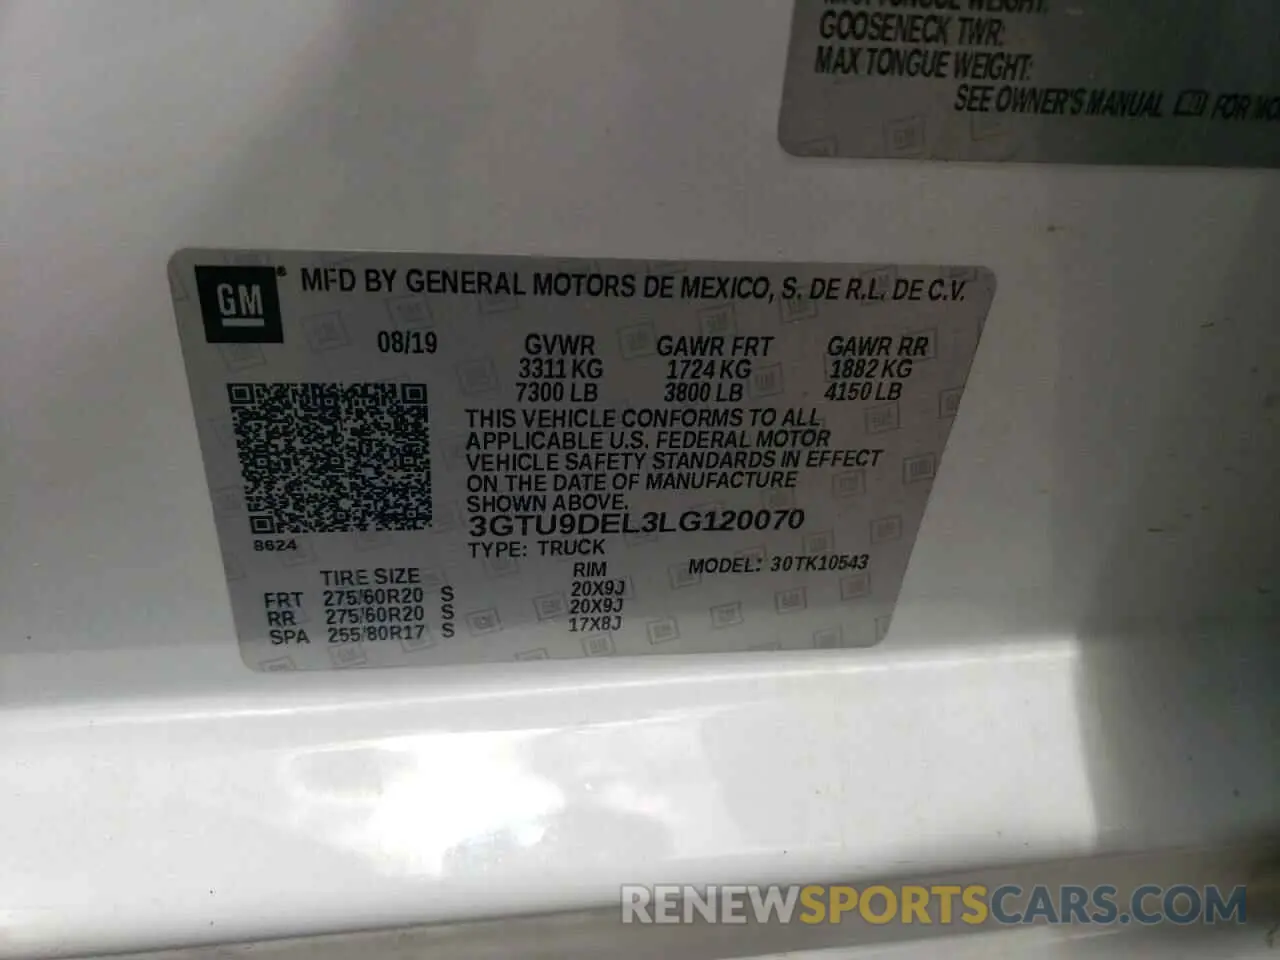 GOOSENECK TWR:
MAX TONGUE WEIGHT:
SEE OWNER'S MANUAL FOR
GM ® MFD BY GENERAL MOTORS DE MEXICO, S. DE R.L. DE C.V.
08/19 GVWR GAWR FRT GAWR RR
3311 KG 1724 KG 1882 KG
7300 LB 3800 LB 4150 LB
THIS VEHICLE CONFORMS TO ALL
APPLICABLE U.S. FEDERAL MOTOR
VEHICLE SAFETY STANDARDS IN EFFECT
ON THE DATE OF MANUFACTURE
SHOWN ABOVE.
3GTU9DEL3LG120070
8624
TYPE: TRUCK MODEL: 30TK10543
TIRE SIZE RIM
FRT 275/60R20 S 20X9J
RR 275/60R20 S 20X9J
SPA 255/80R17 S 17X8J
RENEWSPORTSCARS.COM